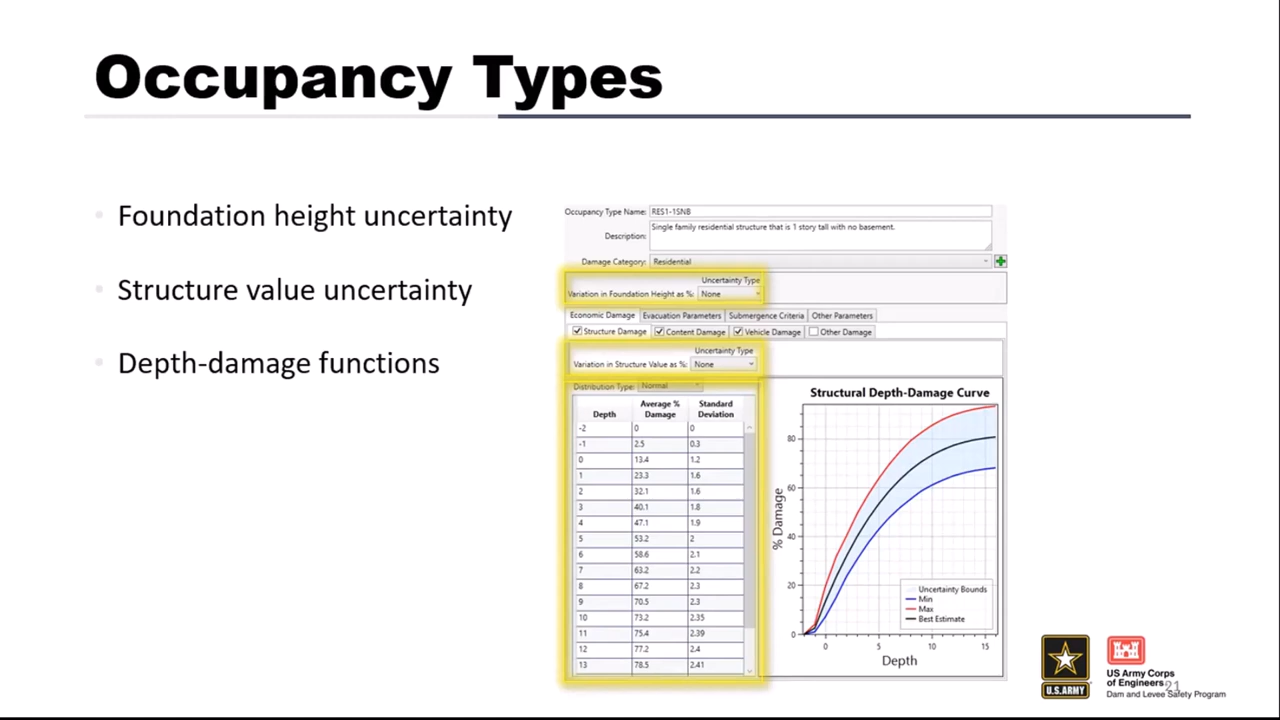 Occupancy Types
Foundation height uncertainty
Structure value uncertainty
Depth-damage functions
Occupancy Type Name: RES1-1SNB
Description: Single family residential structure that is 1 story tall with no basement.
Damage Category: Residential
Uncertainty Type
Variation in Foundation Height as %: None
Economic Damage Evacuation Parameters Submergence Criteria Other Parameters
Structure Damage Content Damage Vehicle Damage Other Damage
Uncertainty Type
Variation in Structure Value as %: None
Distribution Type: Normal
Depth Average % Damage Standard Deviation
-2 0 0
-1 2.5 0.3
0 13.4 1.2
1 23.3 1.6
2 32.1 1.6
3 40.1 1.8
4 47.1 1.9
5 53.2 2
6 58.6 2.1
7 63.2 2.2
8 67.2 2.3
9 70.5 2.3
10 73.2 2.35
11 75.4 2.39
12 77.2 2.4
13 78.5 2.41
Structural Depth-Damage Curve
% Damage
80
60
40
20
0
0 5 10 15
Depth
Uncertainty Bounds
Min
Max
Best Estimate
U.S.ARMY
US Army Corps
of Engineers
Dam and Levee Safety Program
21